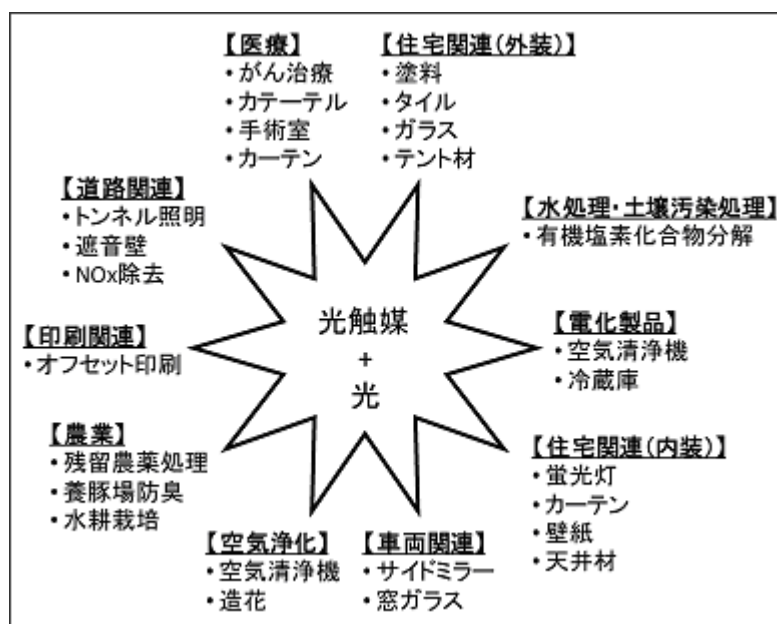 【医療】
・がん治療
・カテーテル
・手術室
・カーテン
【住宅関連(外装)】
・塗料
・タイル
・ガラス
・テント材
【道路関連】
・トンネル照明
・遮音壁
・NOx除去
【水処理・土壌汚染処理】
・有機塩素化合物分解
光触媒
+
光
【印刷関連】
・オフセット印刷
【電化製品】
・空気清浄機
・冷蔵庫
【農業】
・残留農薬処理
・養豚場防臭
・水耕栽培
【住宅関連(内装)】
・蛍光灯
・カーテン
・壁紙
・天井材
【空気浄化】
・空気清浄機
・造花
【車両関連】
・サイドミラー
・窓ガラス